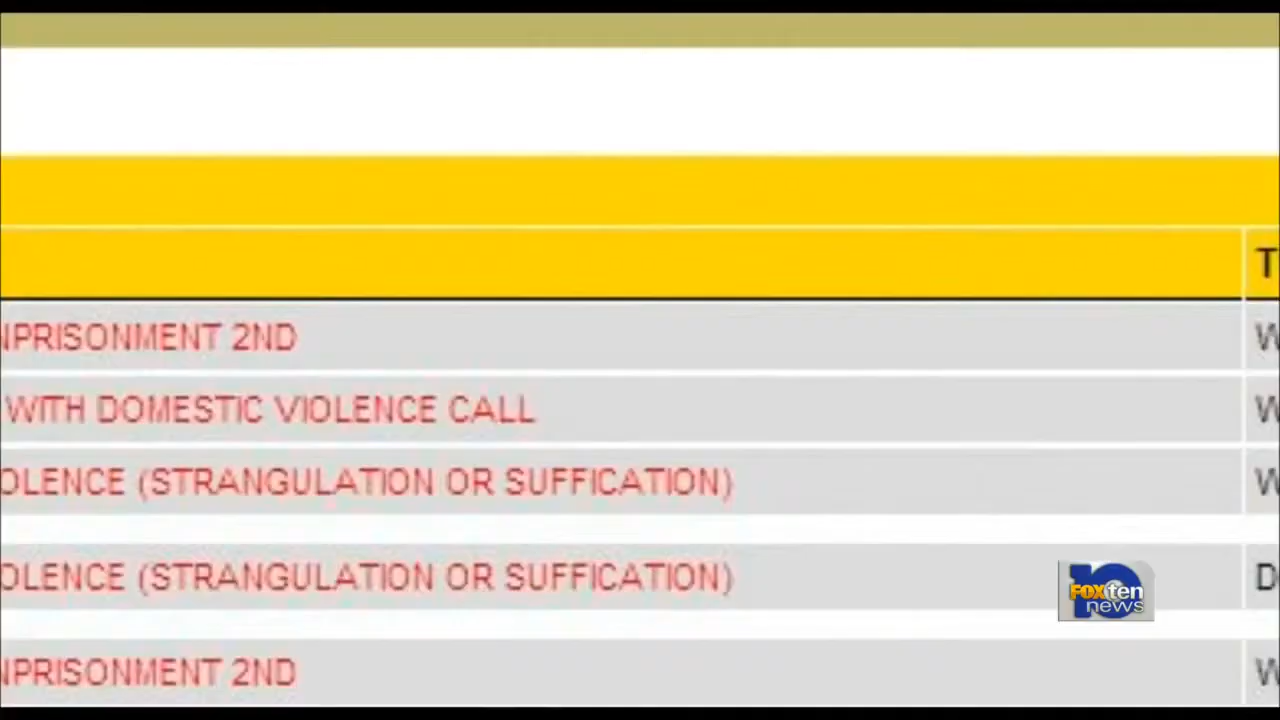 T
NPRISONMENT 2ND
W
WITH DOMESTIC VIOLENCE CALL
W
OLENCE (STRANGULATION OR SUFFICATION)
W
OLENCE (STRANGULATION OR SUFFICATION)
D
10
FOX ten
news
NPRISONMENT 2ND
W